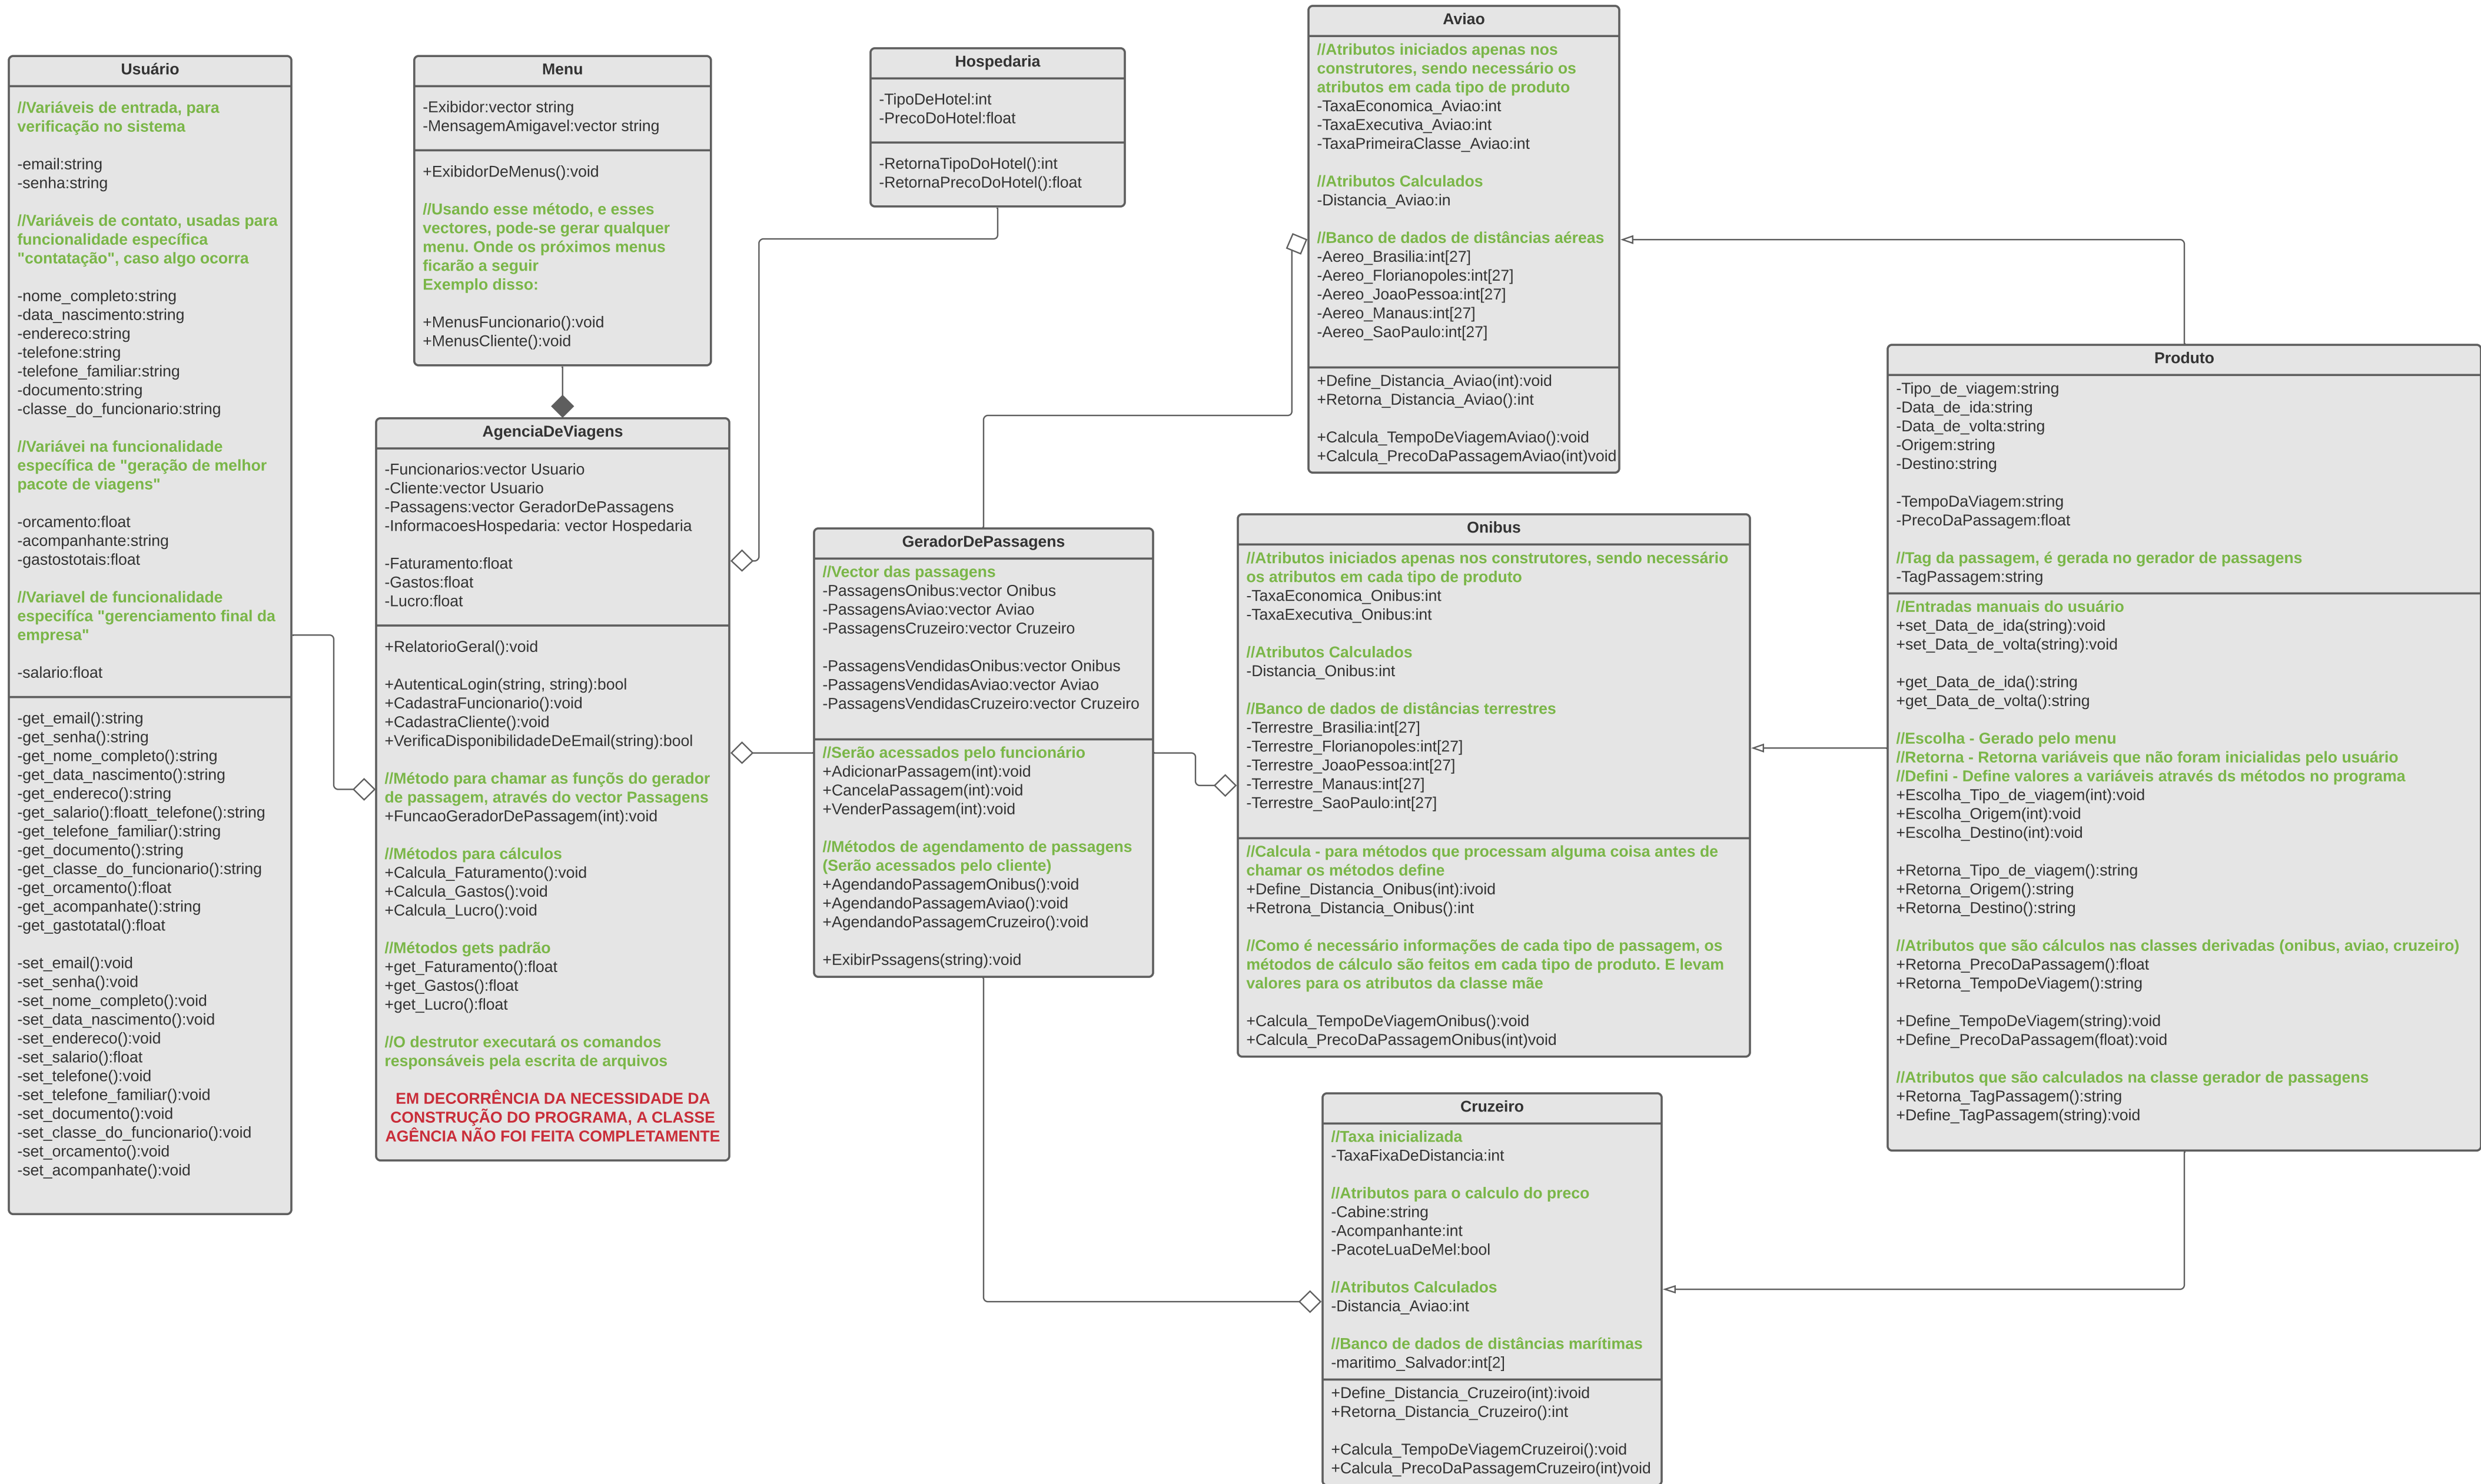 Usuário
//Variáveis de entrada, para
verificação no sistema
-email:string
-senha:string
//Variáveis de contato, usadas para
funcionalidade específica
"contatação", caso algo ocorra
-nome_completo:string
-data_nascimento:string
-endereco:string
-telefone:string
-telefone_familiar:string
-documento:string
-classe_do_funcionario:string
//Variávei na funcionalidade
específica de "geração de melhor
pacote de viagens"
-orcamento:float
-acompanhante:string
-gastostotais:float
//Variavel de funcionalidade
especifíca "gerenciamento final da
empresa"
-salario:float
-get_email():string
-get_senha():string
-get_nome_completo():string
-get_data_nascimento():string
-get_endereco():string
-get_salario():floatt_telefone():string
-get_telefone_familiar():string
-get_documento():string
-get_classe_do_funcionario():string
-get_orcamento():float
-get_acompanhate():string
-get_gastotatal():float
-set_email():void
-set_senha():void
-set_nome_completo():void
-set_data_nascimento():void
-set_endereco():void
-set_salario():float
-set_telefone():void
-set_telefone_familiar():void
-set_documento():void
-set_classe_do_funcionario():void
-set_orcamento():void
-set_acompanhate():void
Menu
-Exibidor:vector string
-MensagemAmigavel:vector string
+ExibidorDeMenus():void
//Usando esse método, e esses
vectores, pode-se gerar qualquer
menu. Onde os próximos menus
ficarão a seguir
Exemplo disso:
+MenusFuncionario():void
+MenusCliente():void
AgenciaDeViagens
-Funcionarios:vector Usuario
-Cliente:vector Usuario
-Passagens:vector GeradorDePassagens
-InformacoesHospedaria: vector Hospedaria
-Faturamento:float
-Gastos:float
-Lucro:float
+RelatorioGeral():void
+AutenticaLogin(string, string):bool
+CadastraFuncionario():void
+CadastraCliente():void
+VerificaDisponibilidadeDeEmail(string):bool
//Método para chamar as funçõs do gerador
de passagem, através do vector Passagens
+FuncaoGeradorDePassagem(int):void
//Métodos para cálculos
+Calcula_Faturamento():void
+Calcula_Gastos():void
+Calcula_Lucro():void
//Métodos gets padrão
+get_Faturamento():float
+get_Gastos():float
+get_Lucro():float
//O destrutor executará os comandos
responsáveis pela escrita de arquivos
EM DECORRÊNCIA DA NECESSIDADE DA
CONSTRUÇÃO DO PROGRAMA, A CLASSE
AGÊNCIA NÃO FOI FEITA COMPLETAMENTE
Hospedaria
-TipoDeHotel:int
-PrecoDoHotel:float
-RetornaTipoDoHotel():int
-RetornaPrecoDoHotel():float
GeradorDePassagens
//Vector das passagens
-PassagensOnibus:vector Onibus
-PassagensAviao:vector Aviao
-PassagensCruzeiro:vector Cruzeiro
-PassagensVendidasOnibus:vector Onibus
-PassagensVendidasAviao:vector Aviao
-PassagensVendidasCruzeiro:vector Cruzeiro
//Serão acessados pelo funcionário
+AdicionarPassagem(int):void
+CancelaPassagem(int):void
+VenderPassagem(int):void
//Métodos de agendamento de passagens
(Serão acessados pelo cliente)
+AgendandoPassagemOnibus():void
+AgendandoPassagemAviao():void
+AgendandoPassagemCruzeiro():void
+ExibirPssagens(string):void
Aviao
//Atributos iniciados apenas nos
construtores, sendo necessário os
atributos em cada tipo de produto
-TaxaEconomica_Aviao:int
-TaxaExecutiva_Aviao:int
-TaxaPrimeiraClasse_Aviao:int
//Atributos Calculados
-Distancia_Aviao:in
//Banco de dados de distâncias aéreas
-Aereo_Brasilia:int[27]
-Aereo_Florianopoles:int[27]
-Aereo_JoaoPessoa:int[27]
-Aereo_Manaus:int[27]
-Aereo_SaoPaulo:int[27]
+Define_Distancia_Aviao(int):void
+Retorna_Distancia_Aviao():int
+Calcula_TempoDeViagemAviao():void
+Calcula_PrecoDaPassagemAviao(int)void
Onibus
//Atributos iniciados apenas nos construtores, sendo necessário
os atributos em cada tipo de produto
-TaxaEconomica_Onibus:int
-TaxaExecutiva_Onibus:int
//Atributos Calculados
-Distancia_Onibus:int
//Banco de dados de distâncias terrestres
-Terrestre_Brasilia:int[27]
-Terrestre_Florianopoles:int[27]
-Terrestre_JoaoPessoa:int[27]
-Terrestre_Manaus:int[27]
-Terrestre_SaoPaulo:int[27]
//Calcula - para métodos que processam alguma coisa antes de
chamar os métodos define
+Define_Distancia_Onibus(int):ivoid
+Retrona_Distancia_Onibus():int
//Como é necessário informações de cada tipo de passagem, os
métodos de cálculo são feitos em cada tipo de produto. E levam
valores para os atributos da classe mãe
+Calcula_TempoDeViagemOnibus():void
+Calcula_PrecoDaPassagemOnibus(int)void
Cruzeiro
//Taxa inicializada
-TaxaFixaDeDistancia:int
//Atributos para o calculo do preco
-Cabine:string
-Acompanhante:int
-PacoteLuaDeMel:bool
//Atributos Calculados
-Distancia_Aviao:int
//Banco de dados de distâncias marítimas
-maritimo_Salvador:int[2]
+Define_Distancia_Cruzeiro(int):ivoid
+Retorna_Distancia_Cruzeiro():int
+Calcula_TempoDeViagemCruzeiroi():void
+Calcula_PrecoDaPassagemCruzeiro(int)void
Produto
-Tipo_de_viagem:string
-Data_de_ida:string
-Data_de_volta:string
-Origem:string
-Destino:string
-TempoDaViagem:string
-PrecoDaPassagem:float
//Tag da passagem, é gerada no gerador de passagens
-TagPassagem:string
//Entradas manuais do usuário
+set_Data_de_ida(string):void
+set_Data_de_volta(string):void
+get_Data_de_ida():string
+get_Data_de_volta():string
//Escolha - Gerado pelo menu
//Retorna - Retorna variáveis que não foram inicialidas pelo usuário
//Defini - Define valores a variáveis através ds métodos no programa
+Escolha_Tipo_de_viagem(int):void
+Escolha_Origem(int):void
+Escolha_Destino(int):void
+Retorna_Tipo_de_viagem():string
+Retorna_Origem():string
+Retorna_Destino():string
//Atributos que são cálculos nas classes derivadas (onibus, aviao, cruzeiro)
+Retorna_PrecoDaPassagem():float
+Retorna_TempoDeViagem():string
+Define_TempoDeViagem(string):void
+Define_PrecoDaPassagem(float):void
//Atributos que são calculados na classe gerador de passagens
+Retorna_TagPassagem():string
+Define_TagPassagem(string):void